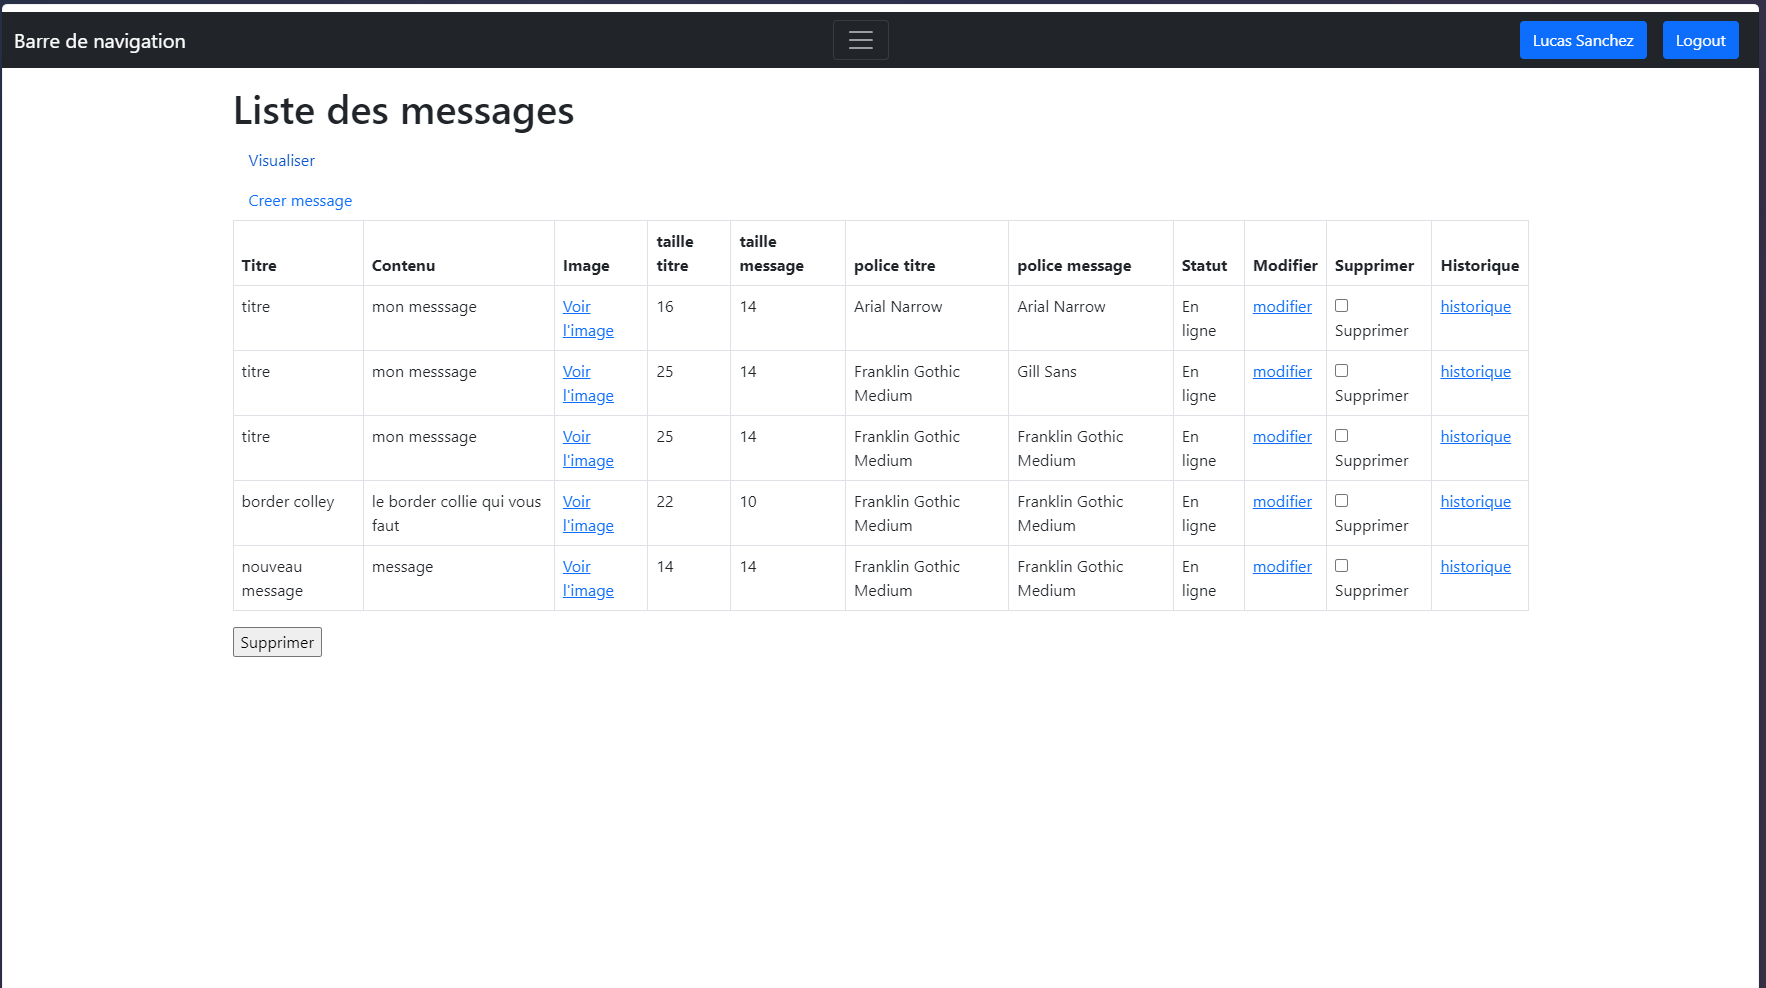 Barre de navigation
Lucas Sanchez
Logout
Liste des messages
Visualiser
Creer message
Titre Contenu Image taille titre taille message police titre police message Statut Modifier Supprimer Historique
titre mon messsage Voir l'image 16 14 Arial Narrow Arial Narrow En ligne modifier Supprimer historique
titre mon messsage Voir l'image 25 14 Franklin Gothic Medium Gill Sans En ligne modifier Supprimer historique
titre mon messsage Voir l'image 25 14 Franklin Gothic Medium Franklin Gothic Medium En ligne modifier Supprimer historique
border colley le border collie qui vous faut Voir l'image 22 10 Franklin Gothic Medium Franklin Gothic Medium En ligne modifier Supprimer historique
nouveau message message Voir l'image 14 14 Franklin Gothic Medium Franklin Gothic Medium En ligne modifier Supprimer historique
Supprimer